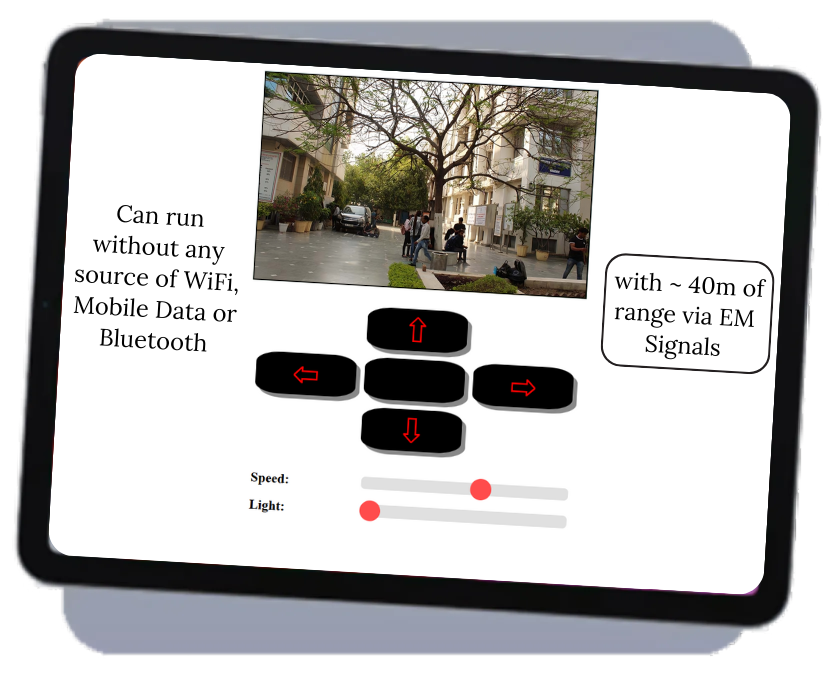 Can run
without any
source of WiFi,
Mobile Data or
Bluetooth
with ~ 40m of
range via EM
Signals
Speed:
Light: